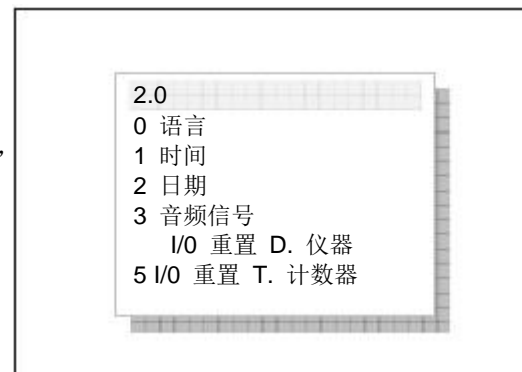 2.0
0 语言
1 时间
2 日期
3 音频信号
I/0 重置 D. 仪器
5 I/0 重置 T. 计数器
，